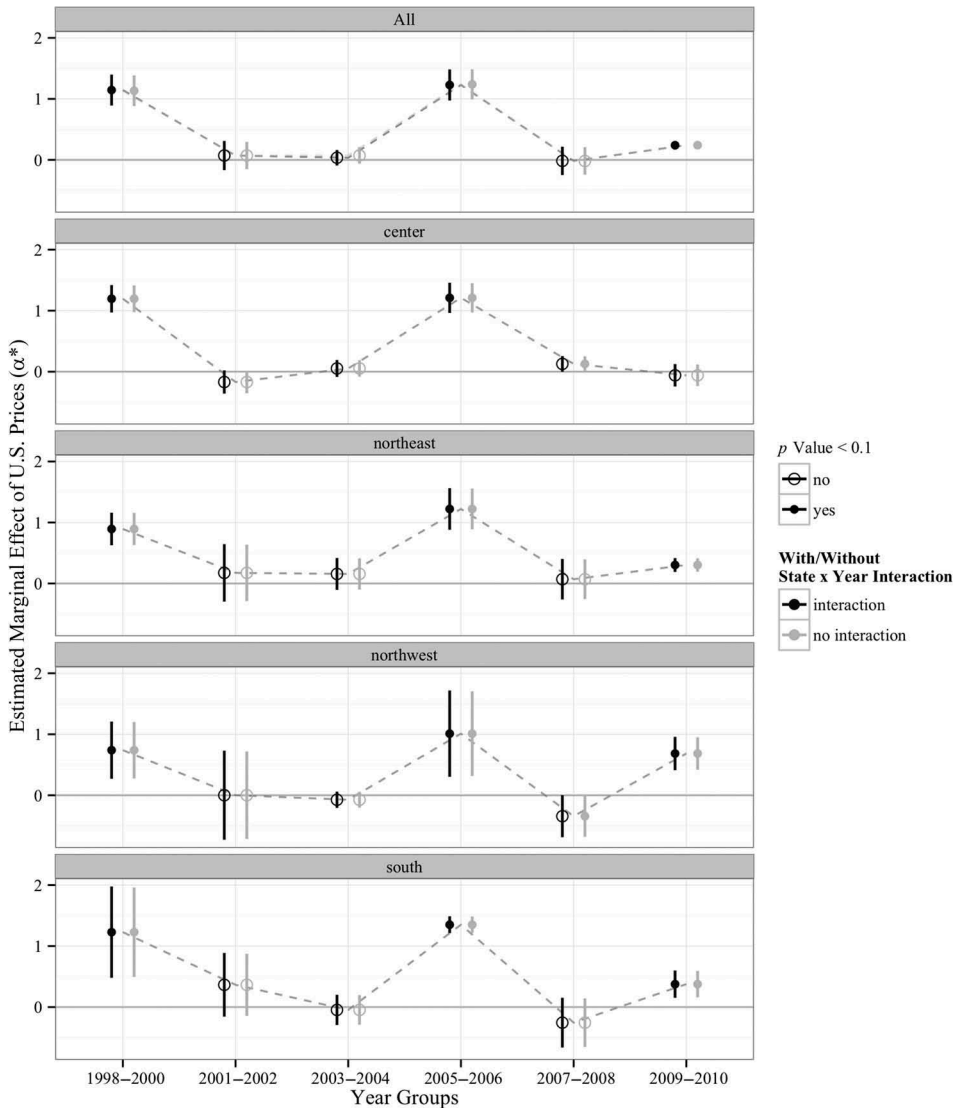 All
2
1
0
center
2
1
0
northeast
2
1
0
northwest
2
1
0
south
2
1
0
Estimated Marginal Effect of U.S. Prices (α*)
1998–2000 2001–2002 2003–2004 2005–2006 2007–2008 2009–2010
Year Groups
p Value < 0.1
no
yes
With/Without
State x Year Interaction
interaction
no interaction